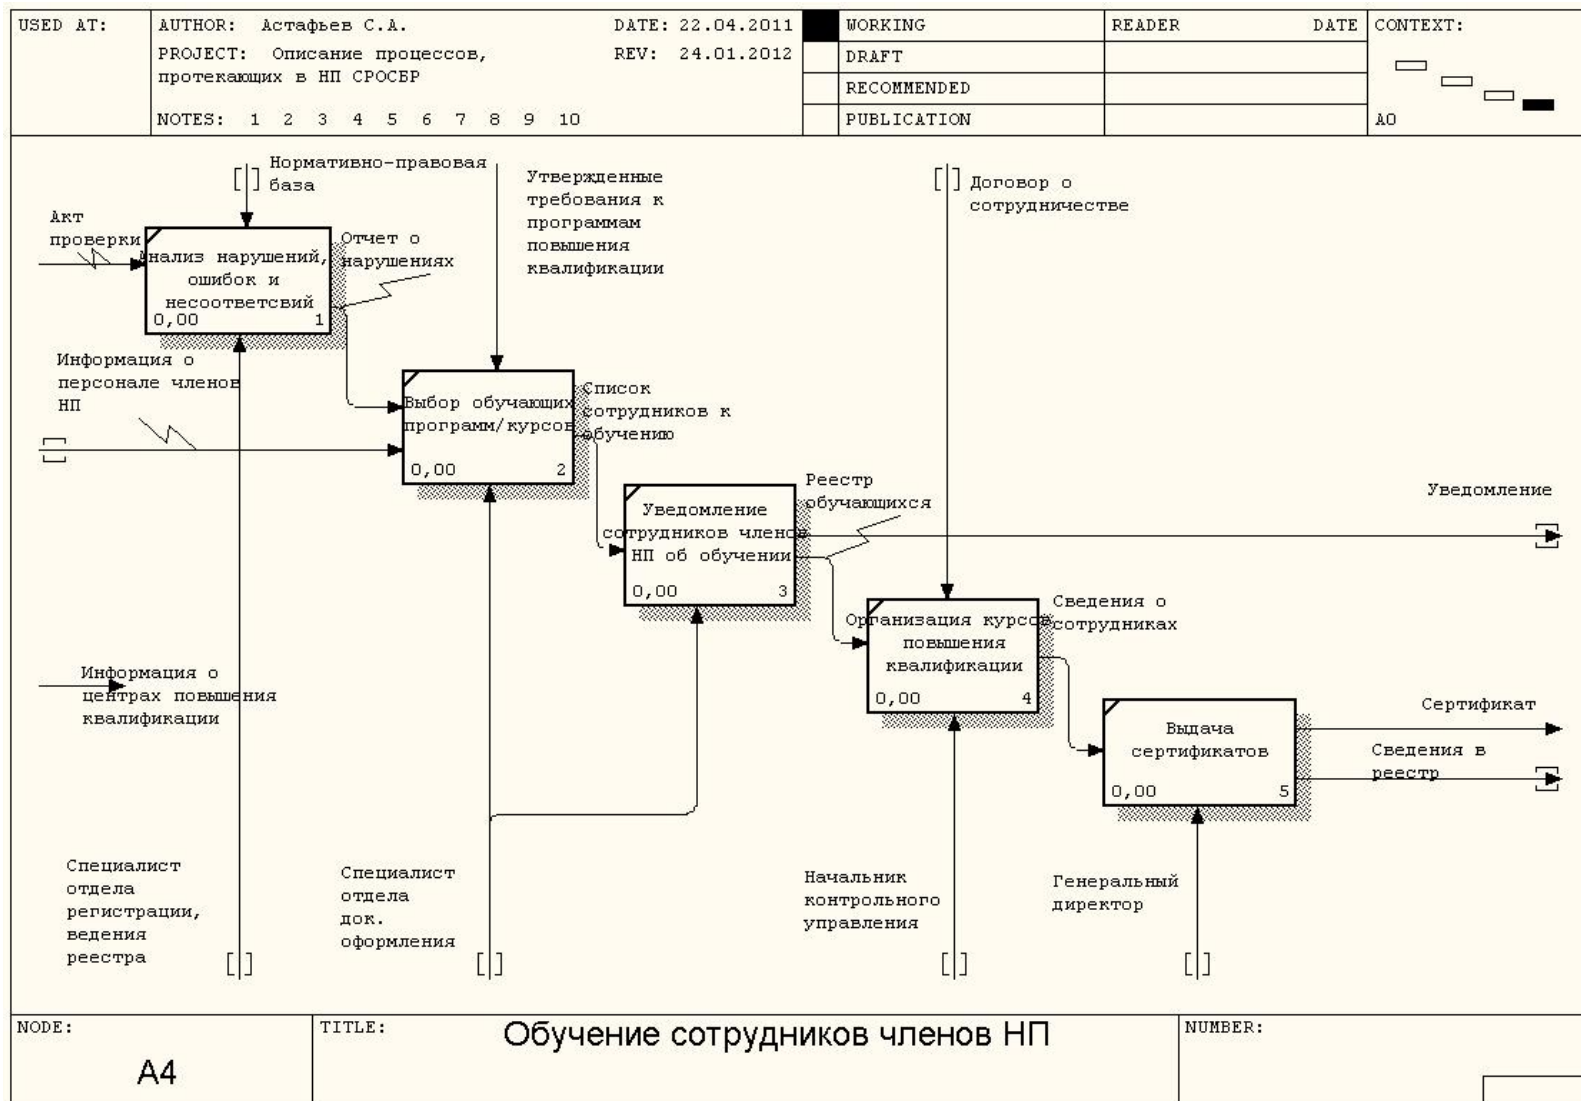 USED AT:
AUTHOR: Астафьев С.А.
DATE: 22.04.2011
PROJECT: Описание процессов,
протекающих в НП СРОСБР
REV: 24.01.2012
NOTES: 1 2 3 4 5 6 7 8 9 10
WORKING
DRAFT
RECOMMENDED
PUBLICATION
READER
DATE
CONTEXT:
A0
Нормативно-правовая
база
Утвержденные
требования к
программам
повышения
квалификации
Договор о
сотрудничестве
Акт
проверки
Анализ нарушений,
ошибок и
несоответсвий
0,00 1
Отчет о
нарушениях
Информация о
персонале членов
НП
Выбор обучающих
программ/курсов
0,00 2
Список
сотрудников к
обучению
Уведомление
сотрудников членов
НП об обучении
0,00 3
Реестр
обучающихся
Уведомление
Организация курсов
повышения
квалификации
0,00 4
Сведения о
сотрудниках
Информация о
центрах повышения
квалификации
Выдача
сертификатов
0,00 5
Сертификат
Сведения в
реестр
Специалист
отдела
регистрации,
ведения
реестра
Специалист
отдела
док.
оформления
Начальник
контрольного
управления
Генеральный
директор
NODE:
A4
TITLE:
Обучение сотрудников членов НП
NUMBER: